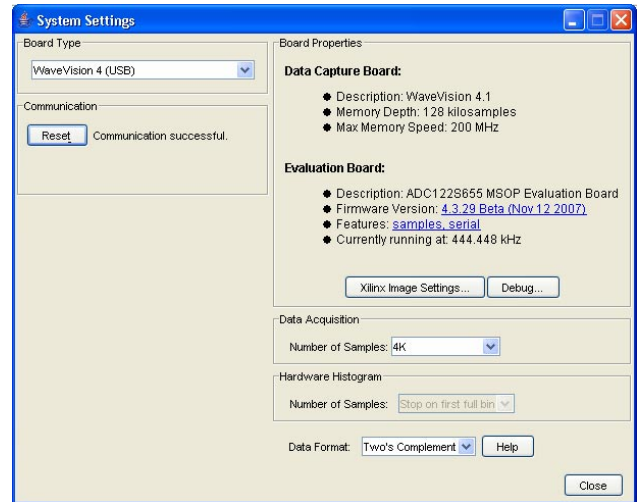 System Settings
Board Type
WaveVision 4 (USB)
Communication
Reset Communication successful.
Board Properties
Data Capture Board:
Description: WaveVision 4.1
Memory Depth: 128 kilosamples
Max Memory Speed: 200 MHz
Evaluation Board:
Description: ADC122S655 MSOP Evaluation Board
Firmware Version: 4.3.29 Beta (Nov 12 2007)
Features: samples, serial
Currently running at: 444.448 kHz
Xilinx Image Settings... Debug...
Data Acquisition
Number of Samples: 4K
Hardware Histogram
Number of Samples: Stop on first full bin
Data Format: Two's Complement Help
Close